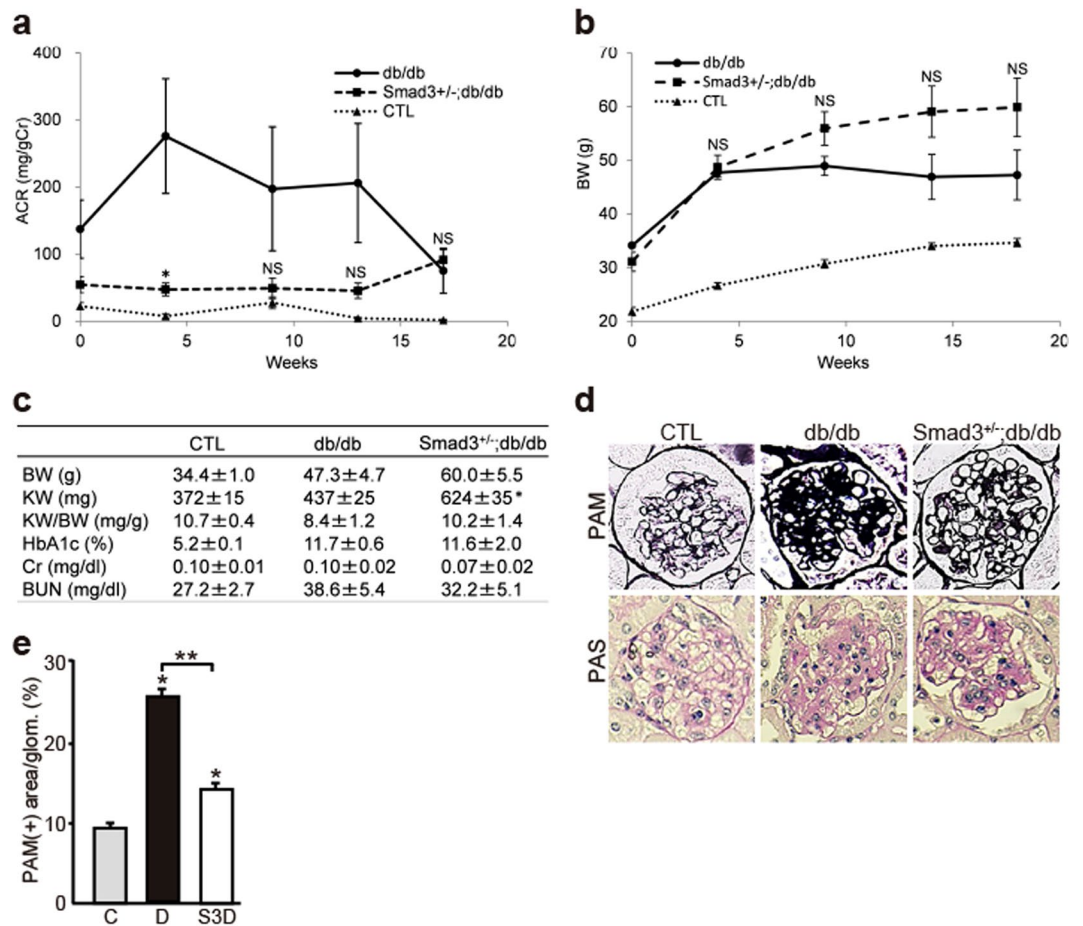 a
400
300
200
100
0
ACR (mg/gCr)
db/db
Smad3+/-;db/db
CTL
*
NS
NS
NS
0 5 10 15 20
Weeks
b
70
60
50
40
30
20
BW (g)
db/db
Smad3+/-;db/db
CTL
NS
NS
NS
NS
0 5 10 15 20
Weeks
c
CTL db/db Smad3+/-;db/db
BW (g) 34.4±1.0 47.3±4.7 60.0±5.5
KW (mg) 372±15 437±25 624±35*
KW/BW (mg/g) 10.7±0.4 8.4±1.2 10.2±1.4
HbA1c (%) 5.2±0.1 11.7±0.6 11.6±2.0
Cr (mg/dl) 0.10±0.01 0.10±0.02 0.07±0.02
BUN (mg/dl) 27.2±2.7 38.6±5.4 32.2±5.1
d
CTL db/db Smad3+/-;db/db
PAM
PAS
e
30
20
10
0
PAM(+) area/glom. (%)
**
*
*
C D S3D